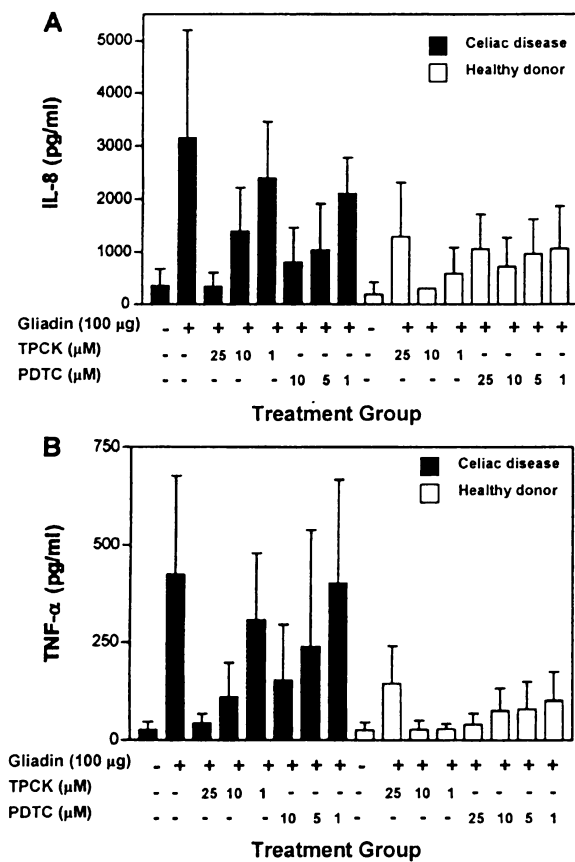 A
5000
4000
3000
2000
1000
0
IL-8 (pg/ml)
Celiac disease
Healthy donor
Gliadin (100 µg) - + + + + + + + - + + + + + + +
TPCK (µM) - - 25 10 1 - - - - 25 10 1 - - - -
PDTC (µM) - - - - - 10 5 1 - - - - 25 10 5 1
Treatment Group
B
750
500
250
0
TNF-α (pg/ml)
Celiac disease
Healthy donor
Gliadin (100 µg) - + + + + + + + - + + + + + + +
TPCK (µM) - - 25 10 1 - - - - 25 10 1 - - - -
PDTC (µM) - - - - - 10 5 1 - - - - 25 10 5 1
Treatment Group